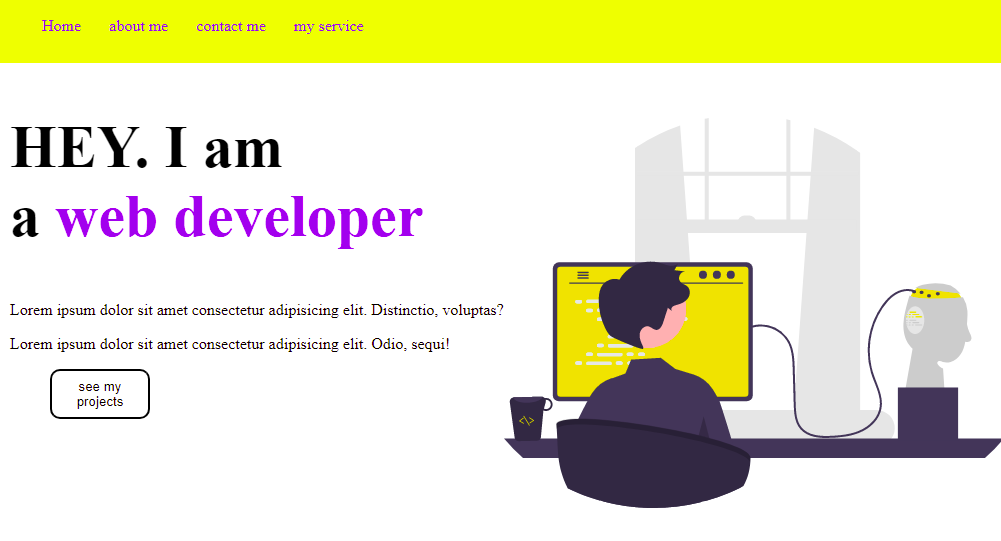 Home about me contact me my service
HEY. I am
a web developer
Lorem ipsum dolor sit amet consectetur adipisicing elit. Distinctio, voluptas?
Lorem ipsum dolor sit amet consectetur adipisicing elit. Odio, sequi!
see my
projects